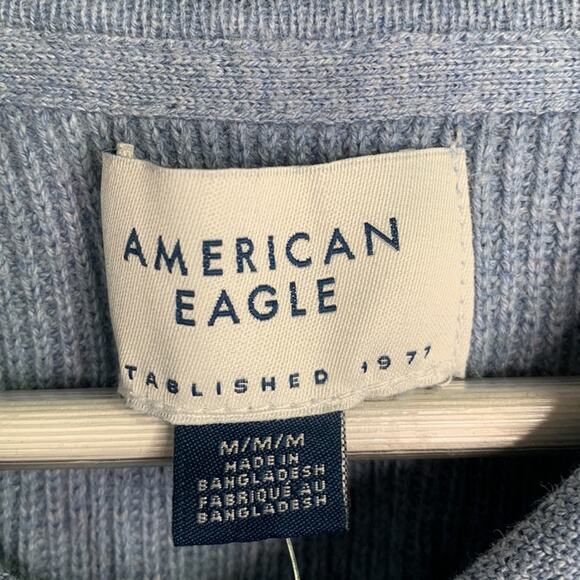 AMERICAN
EAGLE
TABLISHED 1977
M/M/M
MADE IN
BANGLADESH
FABRIQUÉ AU
BANGLADESH